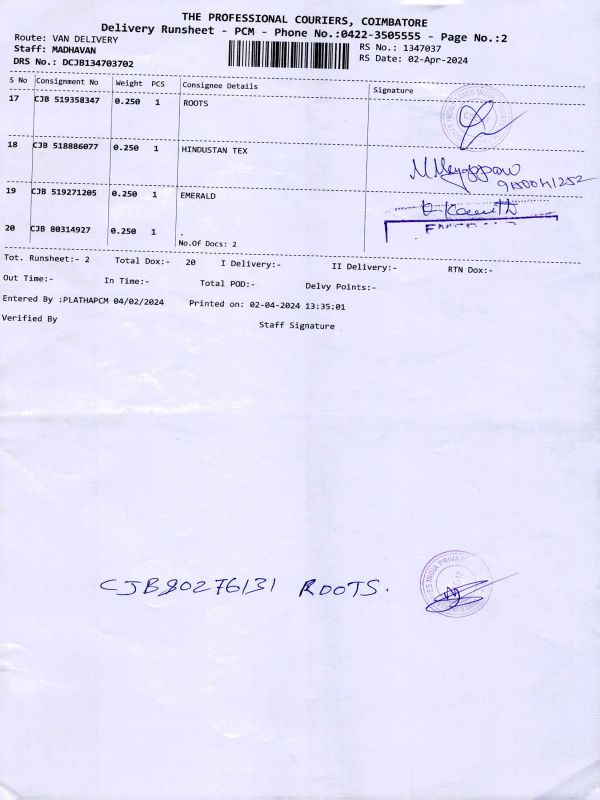 THE PROFESSIONAL COURIERS, COIMBATORE
Delivery Runsheet - PCM - Phone No.:0422-3505555 - Page No.:2
Route: VAN DELIVERY RS No.: 1347037
Staff: MADHAVAN RS Date: 02-Apr-2024
DRS No.: DCJB134703702
S No Consignment No Weight PCS Consignee Details Signature
17 CJB 519358347 0.250 1 ROOTS
18 CJB 518886077 0.250 1 HINDUSTAN TEX
9150041252
19 CJB 519271205 0.250 1 EMERALD
20 CJB 80314927 0.250 1 .
No.Of Docs: 2
Tot. Runsheet:- 2 Total Dox:- 20 I Delivery:- II Delivery:- RTN Dox:-
Out Time:- In Time:- Total POD:- Delvy Points:-
Entered By :PLATHAPCM 04/02/2024 Printed on: 02-04-2024 13:35:01
Verified By Staff Signature
CJB80276131 ROOTS.
INDIA PRIVA